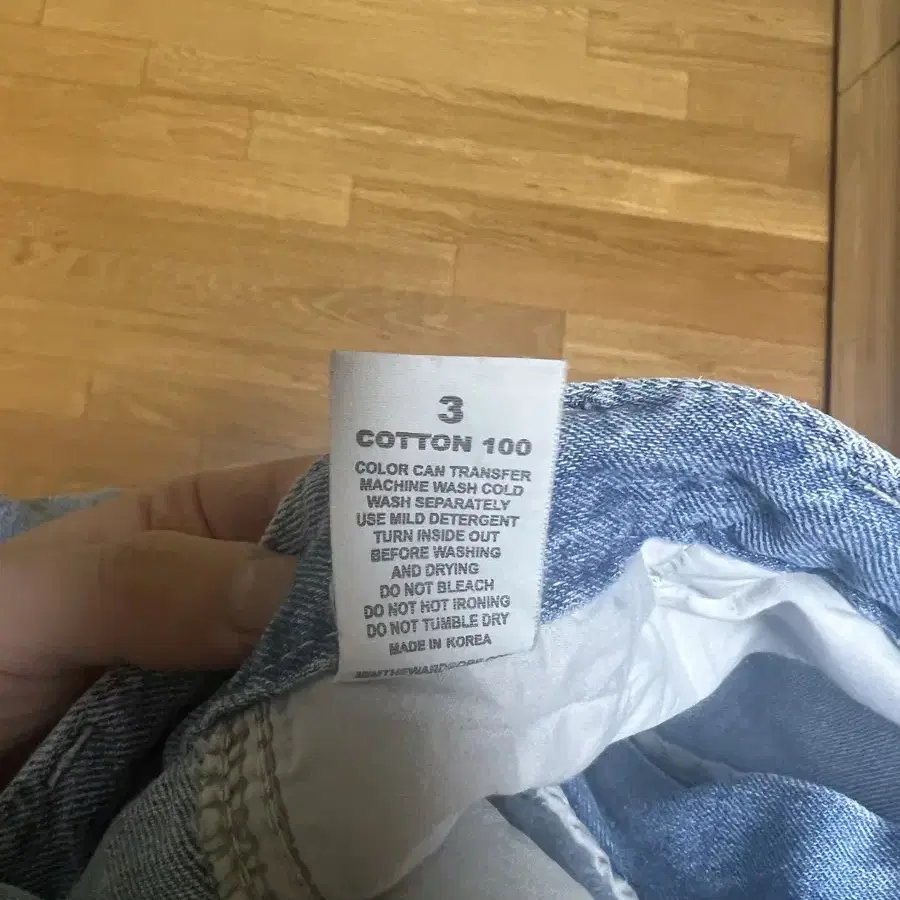 3
COTTON 100
COLOR CAN TRANSFER
MACHINE WASH COLD
WASH SEPARATELY
USE MILD DETERGENT
TURN INSIDE OUT
BEFORE WASHING
AND DRYING
DO NOT BLEACH
DO NOT HOT IRONING
DO NOT TUMBLE DRY
MADE IN KOREA